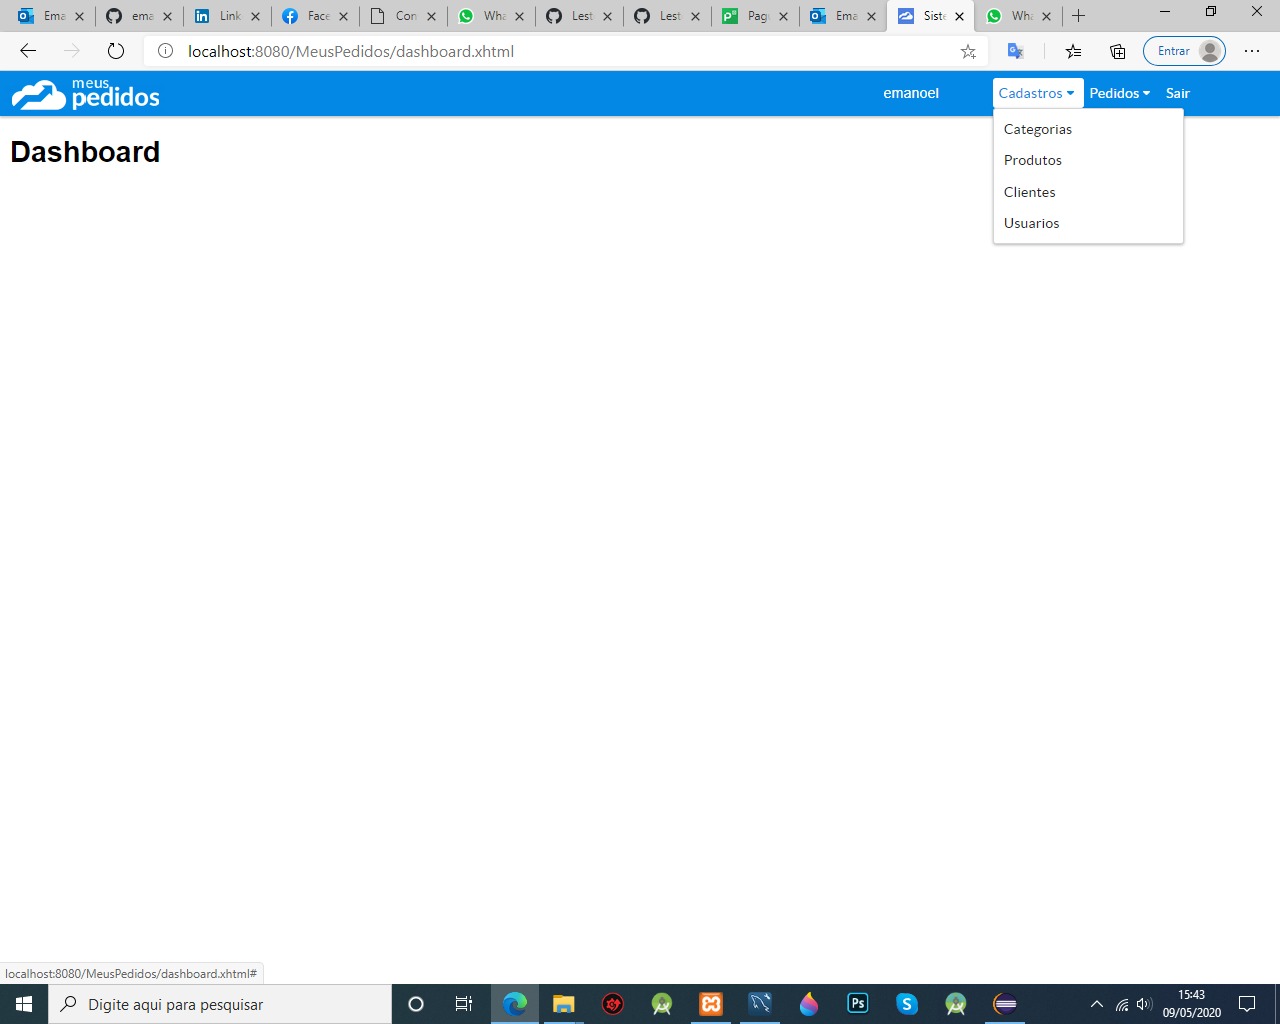 Ema
ema
Link
Face
Con
Wha
Lest
Lest
Pag
Ema
Siste
Wha
localhost:8080/MeusPedidos/dashboard.xhtml
Entrar
meus
pedidos
emanoel
Cadastros
Pedidos
Sair
Dashboard
Categorias
Produtos
Clientes
Usuarios
localhost:8080/MeusPedidos/dashboard.xhtml#
Digite aqui para pesquisar
Ps
15:43
09/05/2020